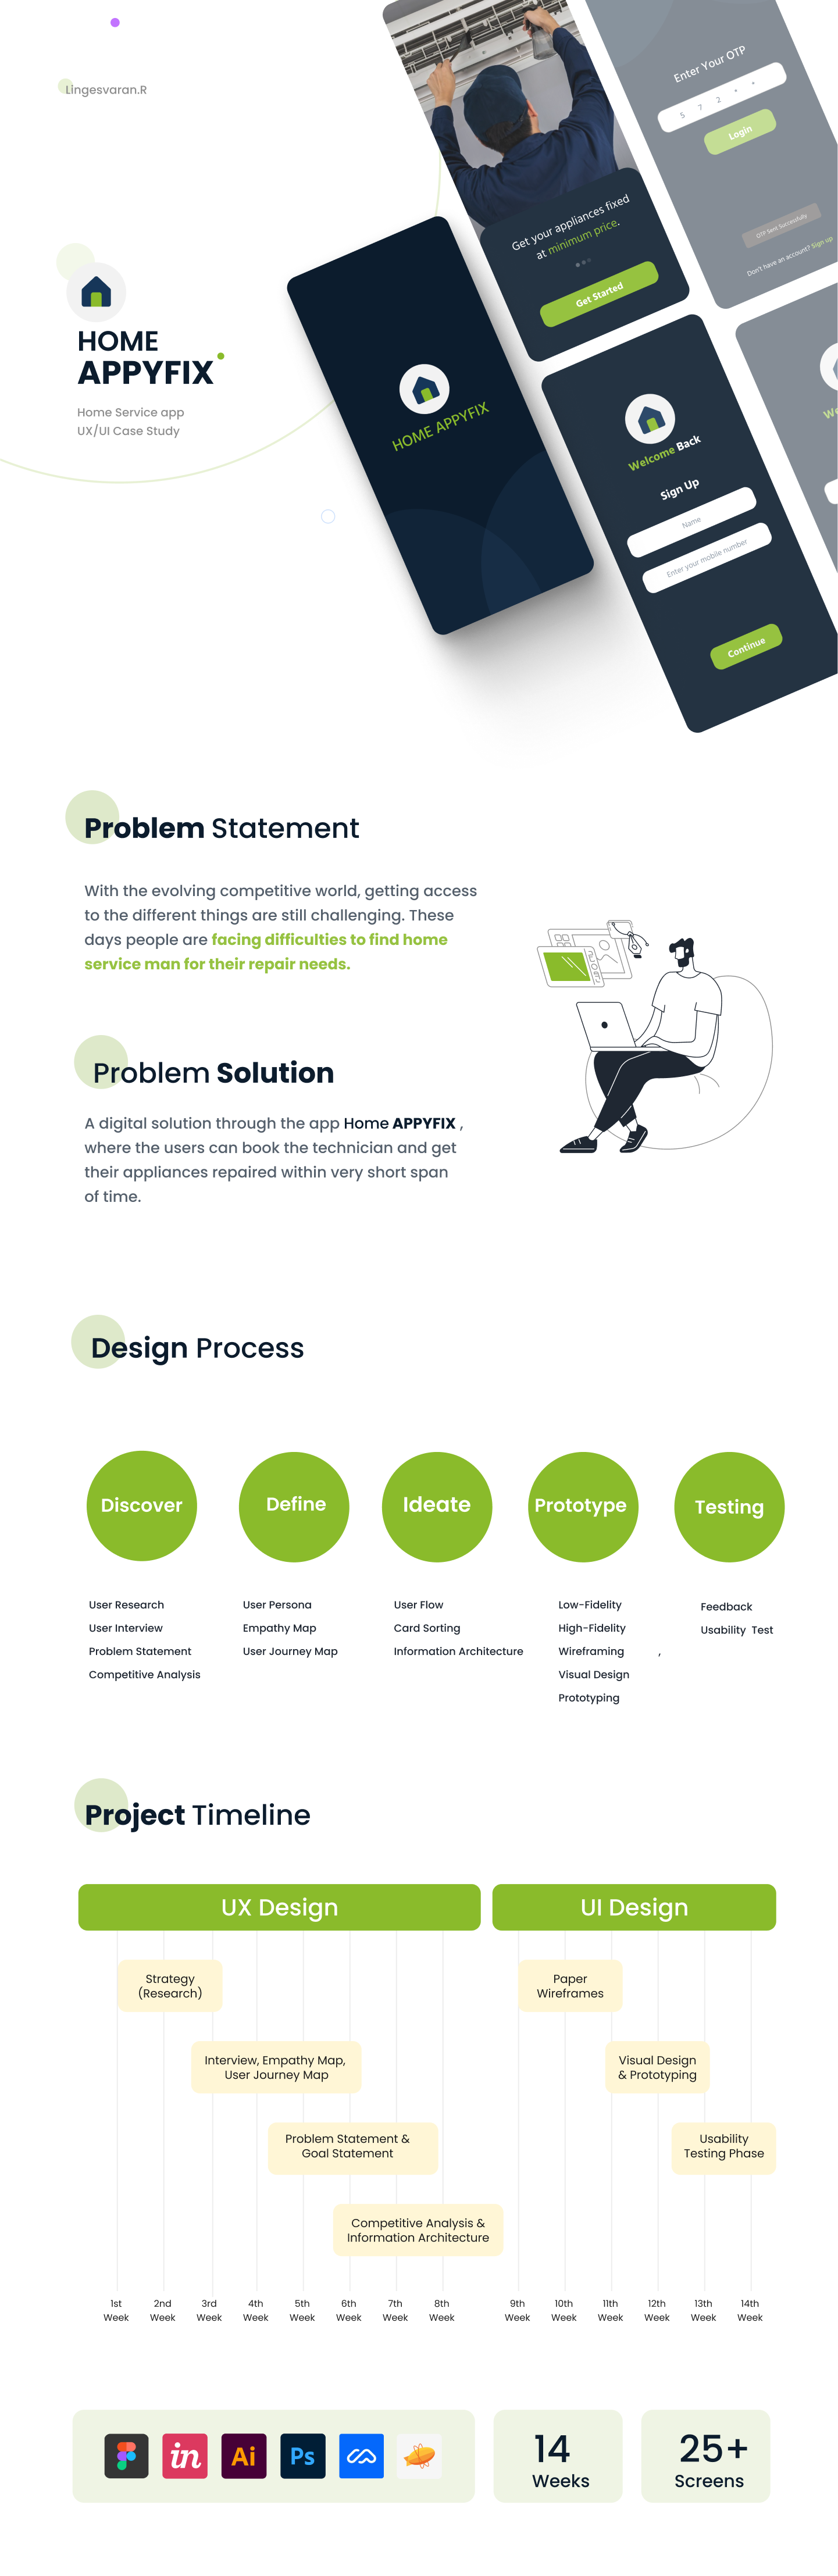 Lingesvaran.R
HOME
APPYFIX
Home Service app
UX/UI Case Study
HOME APPYFIX
Get your appliances fixed
at minimum price.
Get Started
Enter Your OTP
5 7 2 * *
Login
OTP Sent Successfully
Don't have an account? Sign up
Welcome Back
Sign Up
Name
Enter your mobile number
Continue
We
Problem Statement
With the evolving competitive world, getting access
to the different things are still challenging. These
days people are facing difficulties to find home
service man for their repair needs.
Problem Solution
A digital solution through the app Home APPYFIX ,
where the users can book the technician and get
their appliances repaired within very short span
of time.
Design Process
Discover
User Research
User Interview
Problem Statement
Competitive Analysis
Define
User Persona
Empathy Map
User Journey Map
Ideate
User Flow
Card Sorting
Information Architecture
Prototype
Low-Fidelity
High-Fidelity
Wireframing ,
Visual Design
Prototyping
Testing
Feedback
Usability Test
Project Timeline
UX Design
UI Design
Strategy
(Research)
Paper
Wireframes
Interview, Empathy Map,
User Journey Map
Visual Design
& Prototyping
Problem Statement &
Goal Statement
Usability
Testing Phase
Competitive Analysis &
Information Architecture
1st 2nd 3rd 4th 5th 6th 7th 8th 9th 10th 11th 12th 13th 14th
Week Week Week Week Week Week Week Week Week Week Week Week Week Week
in
Ai
Ps
14
Weeks
25+
Screens